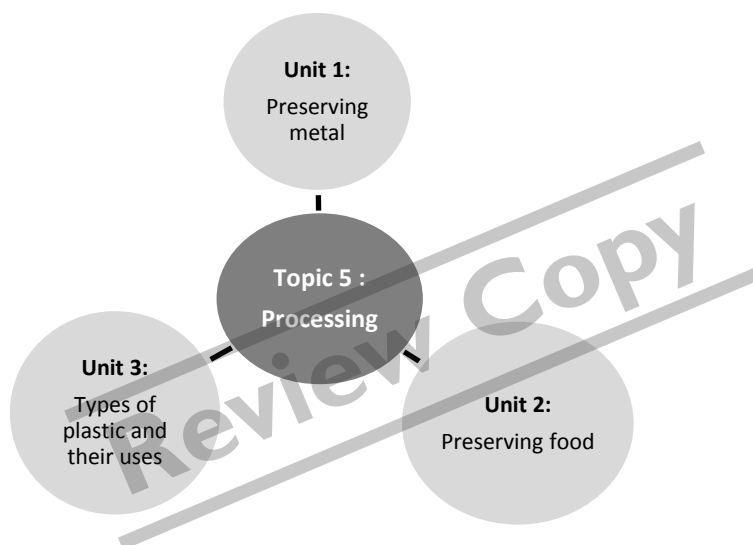 Unit 1:
Preserving
metal
Topic 5 :
Processing
Unit 3:
Types of
plastic and
their uses
Unit 2:
Preserving food
Review Copy